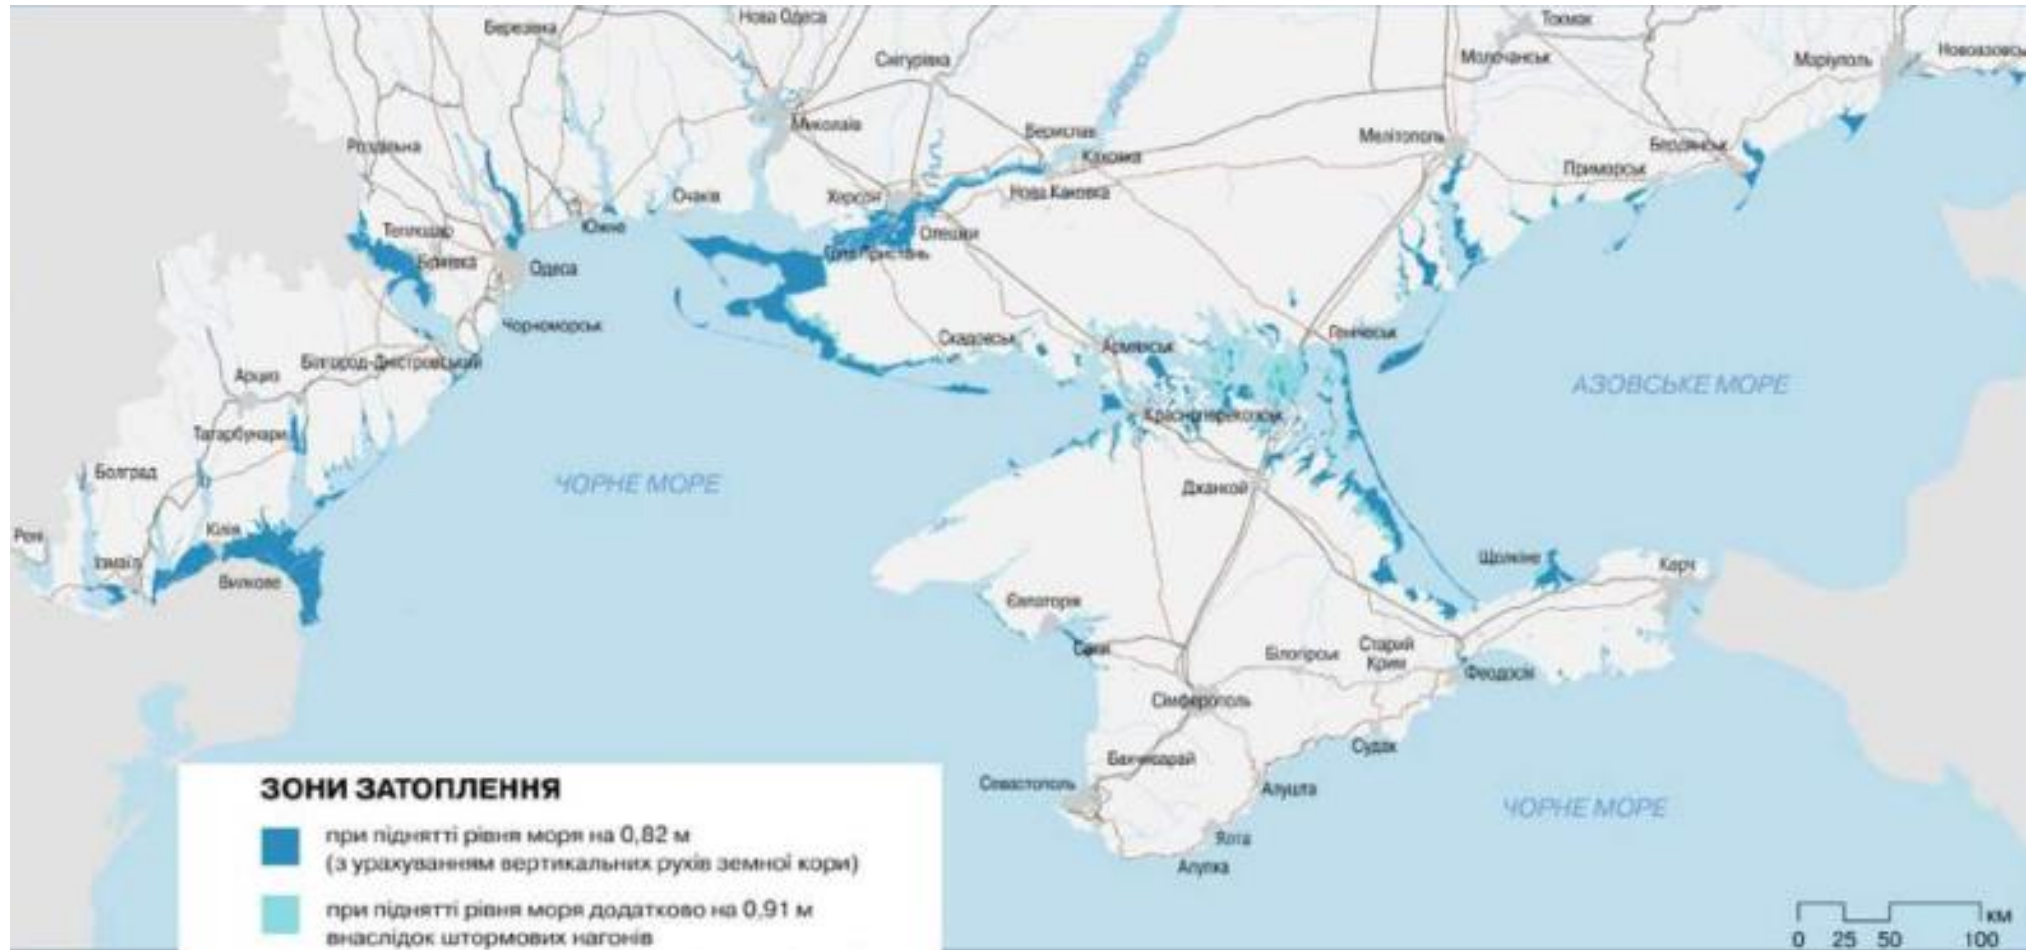 Нова Одеса
Березівка
Токмак
Снігурівка
Молочанськ
Маріуполь
Новоазовськ
Миколаїв
Берислав
Мелітополь
Роздільна
Каховка
Бердянськ
Приморськ
Очаків
Херсон
Нова Каховка
Теплодар
Южне
Олешки
Гола Пристань
Біляївка
Одеса
Чорноморськ
Скадовськ
Армянськ
Генічеськ
Білгород-Дністровський
Арциз
АЗОВСЬКЕ МОРЕ
Красноперекопськ
Татарбунари
Болград
ЧОРНЕ МОРЕ
Джанкой
Кілія
Рені
Ізмаїл
Вилкове
Щолкіне
Керч
Євпаторія
Саки
Білогірськ
Старий
Крим
Феодосія
Сімферополь
Судак
Бахчисарай
Севастополь
Алушта
ЧОРНЕ МОРЕ
Ялта
Алупка
ЗОНИ ЗАТОПЛЕННЯ
при піднятті рівня моря на 0,82 м
(з урахуванням вертикальних рухів земної кори)
при піднятті рівня моря додатково на 0,91 м
внаслідок штормових нагонів
км
0 25 50 100